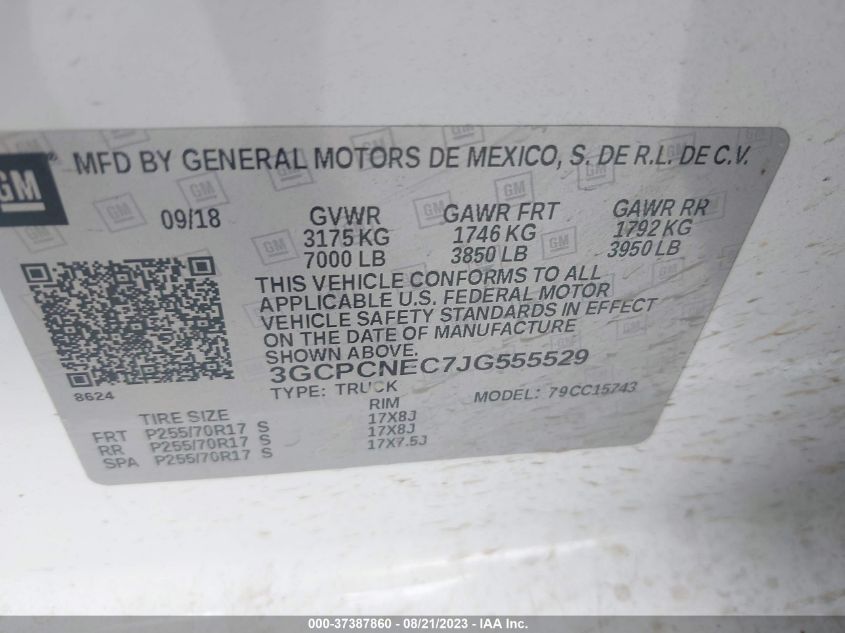 GM
MFD BY GENERAL MOTORS DE MEXICO, S. DE R.L. DE C.V.
09/18 GVWR GAWR FRT GAWR RR
3175 KG 1746 KG 1792 KG
7000 LB 3850 LB 3950 LB
THIS VEHICLE CONFORMS TO ALL
APPLICABLE U.S. FEDERAL MOTOR
VEHICLE SAFETY STANDARDS IN EFFECT
ON THE DATE OF MANUFACTURE
SHOWN ABOVE.
3GCPCNEC7JG555529
8624
TYPE: TRUCK MODEL: 79CC15743
TIRE SIZE RIM
FRT P255/70R17 S 17X8J
RR P255/70R17 S 17X8J
SPA P255/70R17 S 17X7.5J
000-37387860 - 08/21/2023 - IAA Inc.